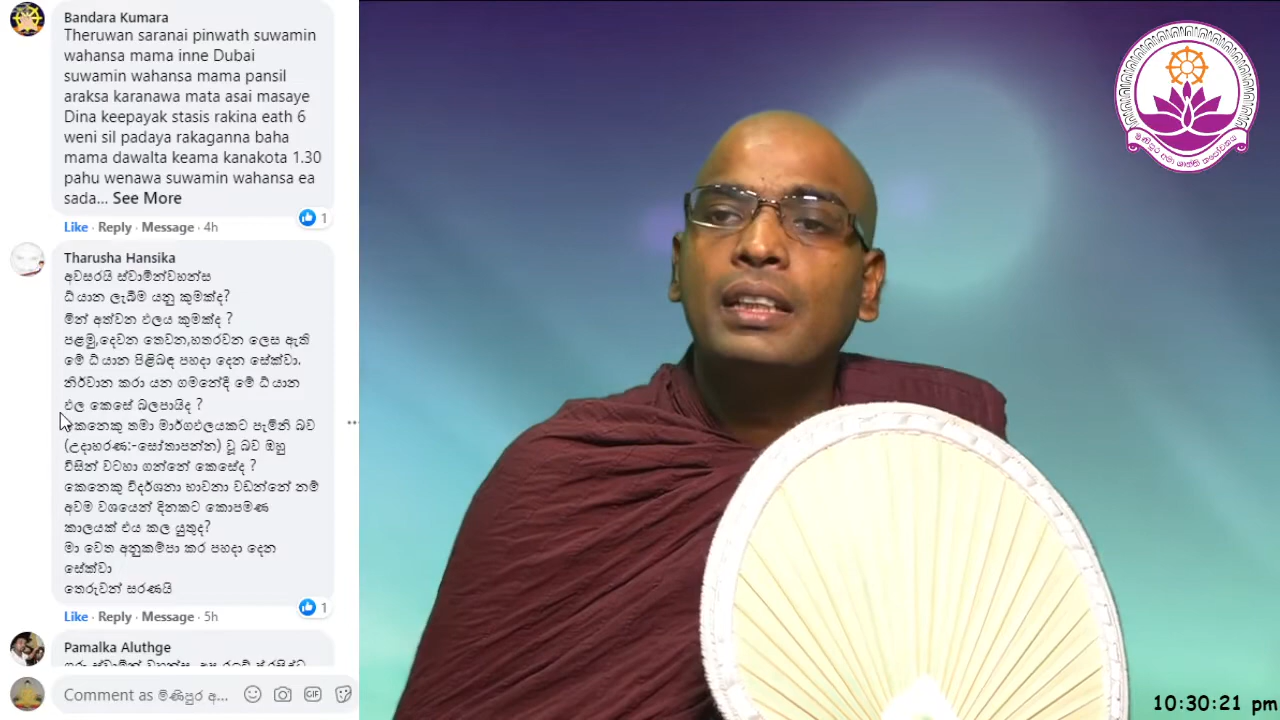 Bandara Kumara
Theruwan saranai pinwath suwamin
wahansa mama inne Dubai
suwamin wahansa mama pansil
araksa karanawa mata asai masaye
Dina keepayak stasis rakina eath 6
weni sil padaya rakaganna baha
mama dawalta keama kanakota 1.30
pahu wenawa suwamin wahansa ea
sada... See More
1
Like · Reply · Message · 4h
Tharusha Hansika
අවසරයි ස්වාමින්වහන්ස
ධ්‍යාන ලැබීම යනු කුමක්ද?
මින් අත්වන ඵලය කුමක්ද ?
පළමු,දෙවන තෙවන,හතරවන ලෙස ඇති
මේ ධ්‍යාන පිළිබඳ පහදා දෙන සේක්වා.
නිර්වාන කරා යන ගමනේදී මේ ධ්‍යාන
ඵල කෙසේ බලපායිද ?
කෙනෙකු තමා මාර්ගඵලයකට පැමිනි බව
(උදාහරණ:-සෝතාපන්න) වූ බව ඔහු
විසින් වටහා ගන්නේ කෙසේද ?
කෙනෙකු විදර්ශනා භාවනා වඩන්නේ නම්
අවම වශයෙන් දිනකට කොපමණ
කාලයක් එය කල යුතුද?
මා වෙත අනුකම්පා කර පහදා දෙන
සේක්වා
තෙරුවන් සරණයි
1
Like · Reply · Message · 5h
Pamalka Aluthge
Comment as මිණිපුර අ...
GIF
මිණිපුර අමා ශාන්ති තපෝවනය
10:30:21 pm